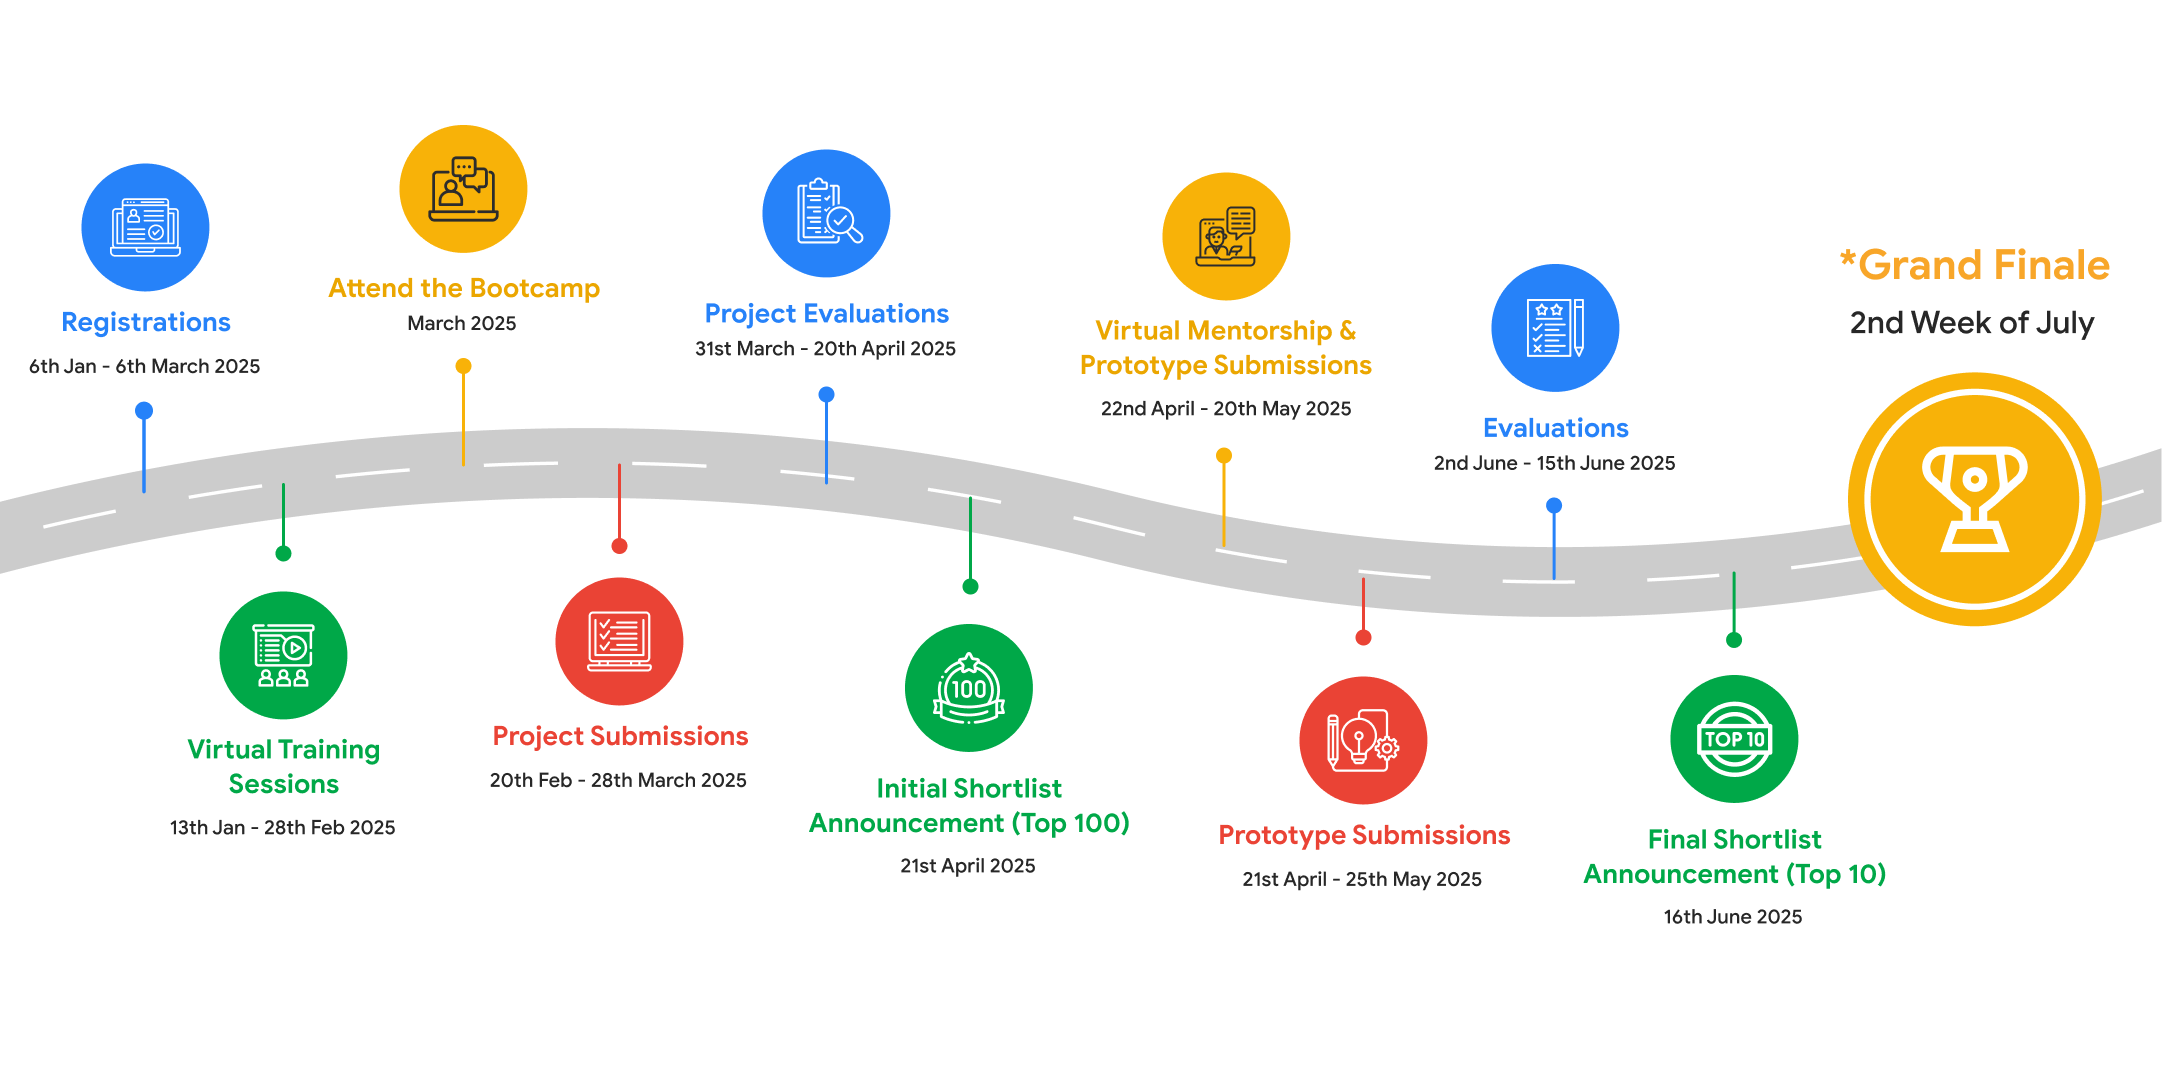 Registrations
6th Jan - 6th March 2025
Virtual Training
Sessions
13th Jan - 28th Feb 2025
Attend the Bootcamp
March 2025
Project Submissions
20th Feb - 28th March 2025
Project Evaluations
31st March - 20th April 2025
100
Initial Shortlist
Announcement (Top 100)
21st April 2025
Virtual Mentorship &
Prototype Submissions
22nd April - 20th May 2025
Prototype Submissions
21st April - 25th May 2025
Evaluations
2nd June - 15th June 2025
TOP 10
Final Shortlist
Announcement (Top 10)
16th June 2025
*Grand Finale
2nd Week of July